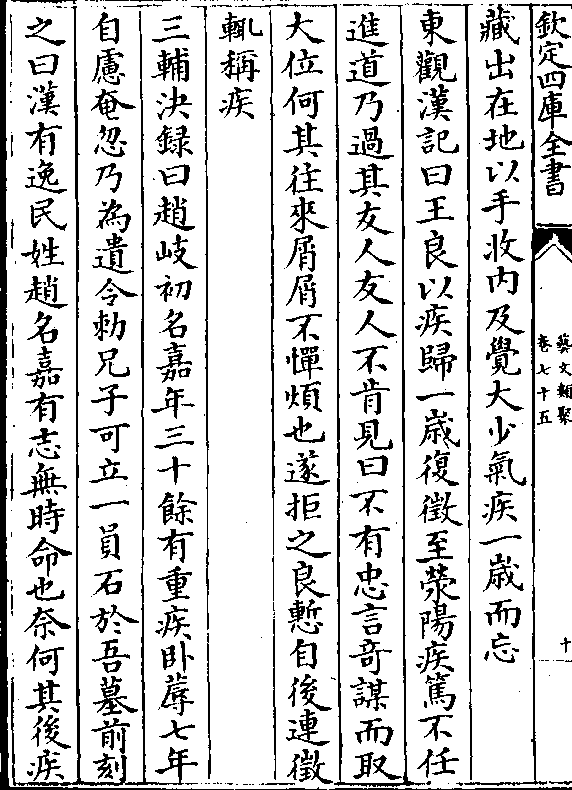 欽定四庫全書
藝文類聚
卷七十五
十
藏出在地以手收内及覺大少氣疾一歳而忘
東觀漢記曰王良以疾歸一歳復徵至滎陽疾篤不任
進道乃過其友人友人不肯見曰不有忠言竒謀而取
大位何其往來屑屑不憚煩也遂拒之良慙自後連徵
輒稱疾
三輔決録曰趙岐初名嘉年三十餘有重疾卧蓐七年
自慮奄忽乃為遺令勑兄子可立一員石於吾墓前刻
之曰漢有逸民姓趙名嘉有志無時命也奈何其後疾